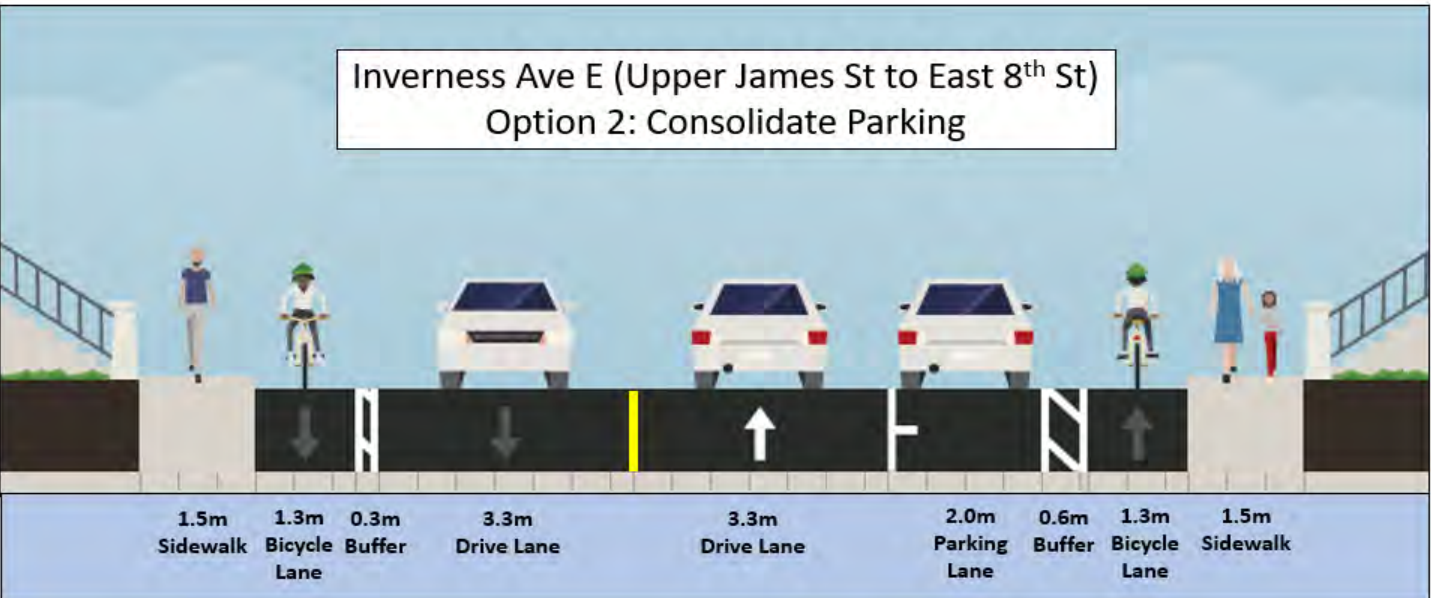 Inverness Ave E (Upper James St to East 8th St)
Option 2: Consolidate Parking
1.5m
Sidewalk
1.3m
Bicycle
Lane
0.3m
Buffer
3.3m
Drive Lane
3.3m
Drive Lane
2.0m
Parking
Lane
0.6m
Buffer
1.3m
Bicycle
Lane
1.5m
Sidewalk